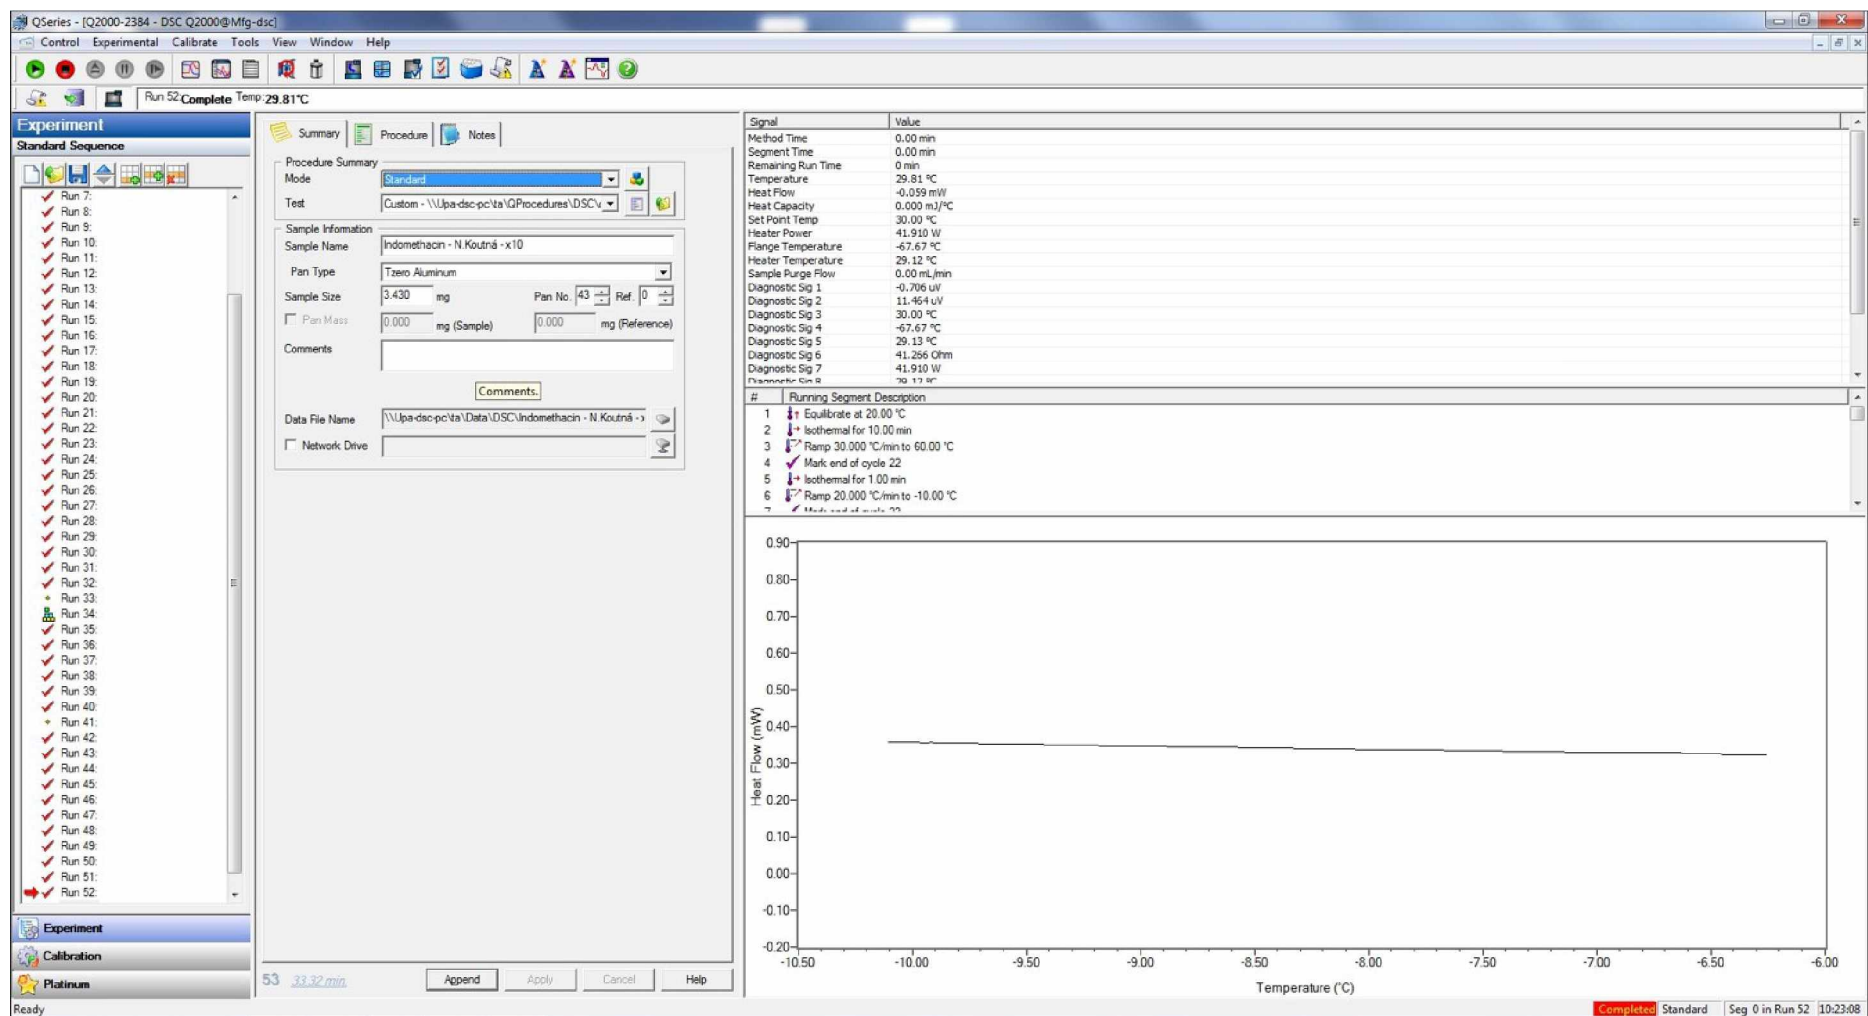 QSeries - [Q2000-2384 - DSC Q2000@Mfg-dsc]
Control Experimental Calibrate Tools View Window Help
Run 52:Complete Temp:29.81°C
Experiment
Standard Sequence
Run 7:
Run 8:
Run 9:
Run 10:
Run 11:
Run 12:
Run 13:
Run 14:
Run 15:
Run 16:
Run 17:
Run 18:
Run 19:
Run 20:
Run 21:
Run 22:
Run 23:
Run 24:
Run 25:
Run 26:
Run 27:
Run 28:
Run 29:
Run 30:
Run 31:
Run 32:
Run 33:
Run 34:
Run 35:
Run 36:
Run 37:
Run 38:
Run 39:
Run 40:
Run 41:
Run 42:
Run 43:
Run 44:
Run 45:
Run 46:
Run 47:
Run 48:
Run 49:
Run 50:
Run 51:
Run 52:
Experiment
Calibration
Platinum
Summary Procedure Notes
Procedure Summary
Mode Standard
Test Custom - \\Upa-dsc-pc\ta\QProcedures\DSC\
Sample Information
Sample Name Indomethacin - N.Koutná - x10
Pan Type Tzero Aluminum
Sample Size 3.430 mg Pan No. 43 Ref. 0
Pan Mass 0.000 mg (Sample) 0.000 mg (Reference)
Comments
Comments.
Data File Name \\Upa-dsc-pc\ta\Data\DSC\Indomethacin - N.Koutná -
Network Drive
53 33.32 min. Append Apply Cancel Help
Signal Value
Method Time 0.00 min
Segment Time 0.00 min
Remaining Run Time 0 min
Temperature 29.81 °C
Heat Flow -0.059 mW
Heat Capacity 0.000 mJ/°C
Set Point Temp 30.00 °C
Heater Power 41.910 W
Flange Temperature -67.67 °C
Heater Temperature 29.12 °C
Sample Purge Flow 0.00 mL/min
Diagnostic Sig 1 -0.706 uV
Diagnostic Sig 2 11.464 uV
Diagnostic Sig 3 30.00 °C
Diagnostic Sig 4 -67.67 °C
Diagnostic Sig 5 29.13 °C
Diagnostic Sig 6 41.266 Ohm
Diagnostic Sig 7 41.910 W
Diagnostic Sig 8 29.12 °C
# Running Segment Description
1 Equilibrate at 20.00 °C
2 Isothermal for 10.00 min
3 Ramp 30.000 °C/min to 60.00 °C
4 Mark end of cycle 22
5 Isothermal for 1.00 min
6 Ramp 20.000 °C/min to -10.00 °C
7 Mark end of cycle
0.90
0.80
0.70
0.60
0.50
0.40
0.30
0.20
0.10
0.00
-0.10
-0.20
Heat Flow (mW)
-10.50 -10.00 -9.50 -9.00 -8.50 -8.00 -7.50 -7.00 -6.50 -6.00
Temperature (°C)
Ready
Completed Standard Seg 0 in Run 52 10:23:08